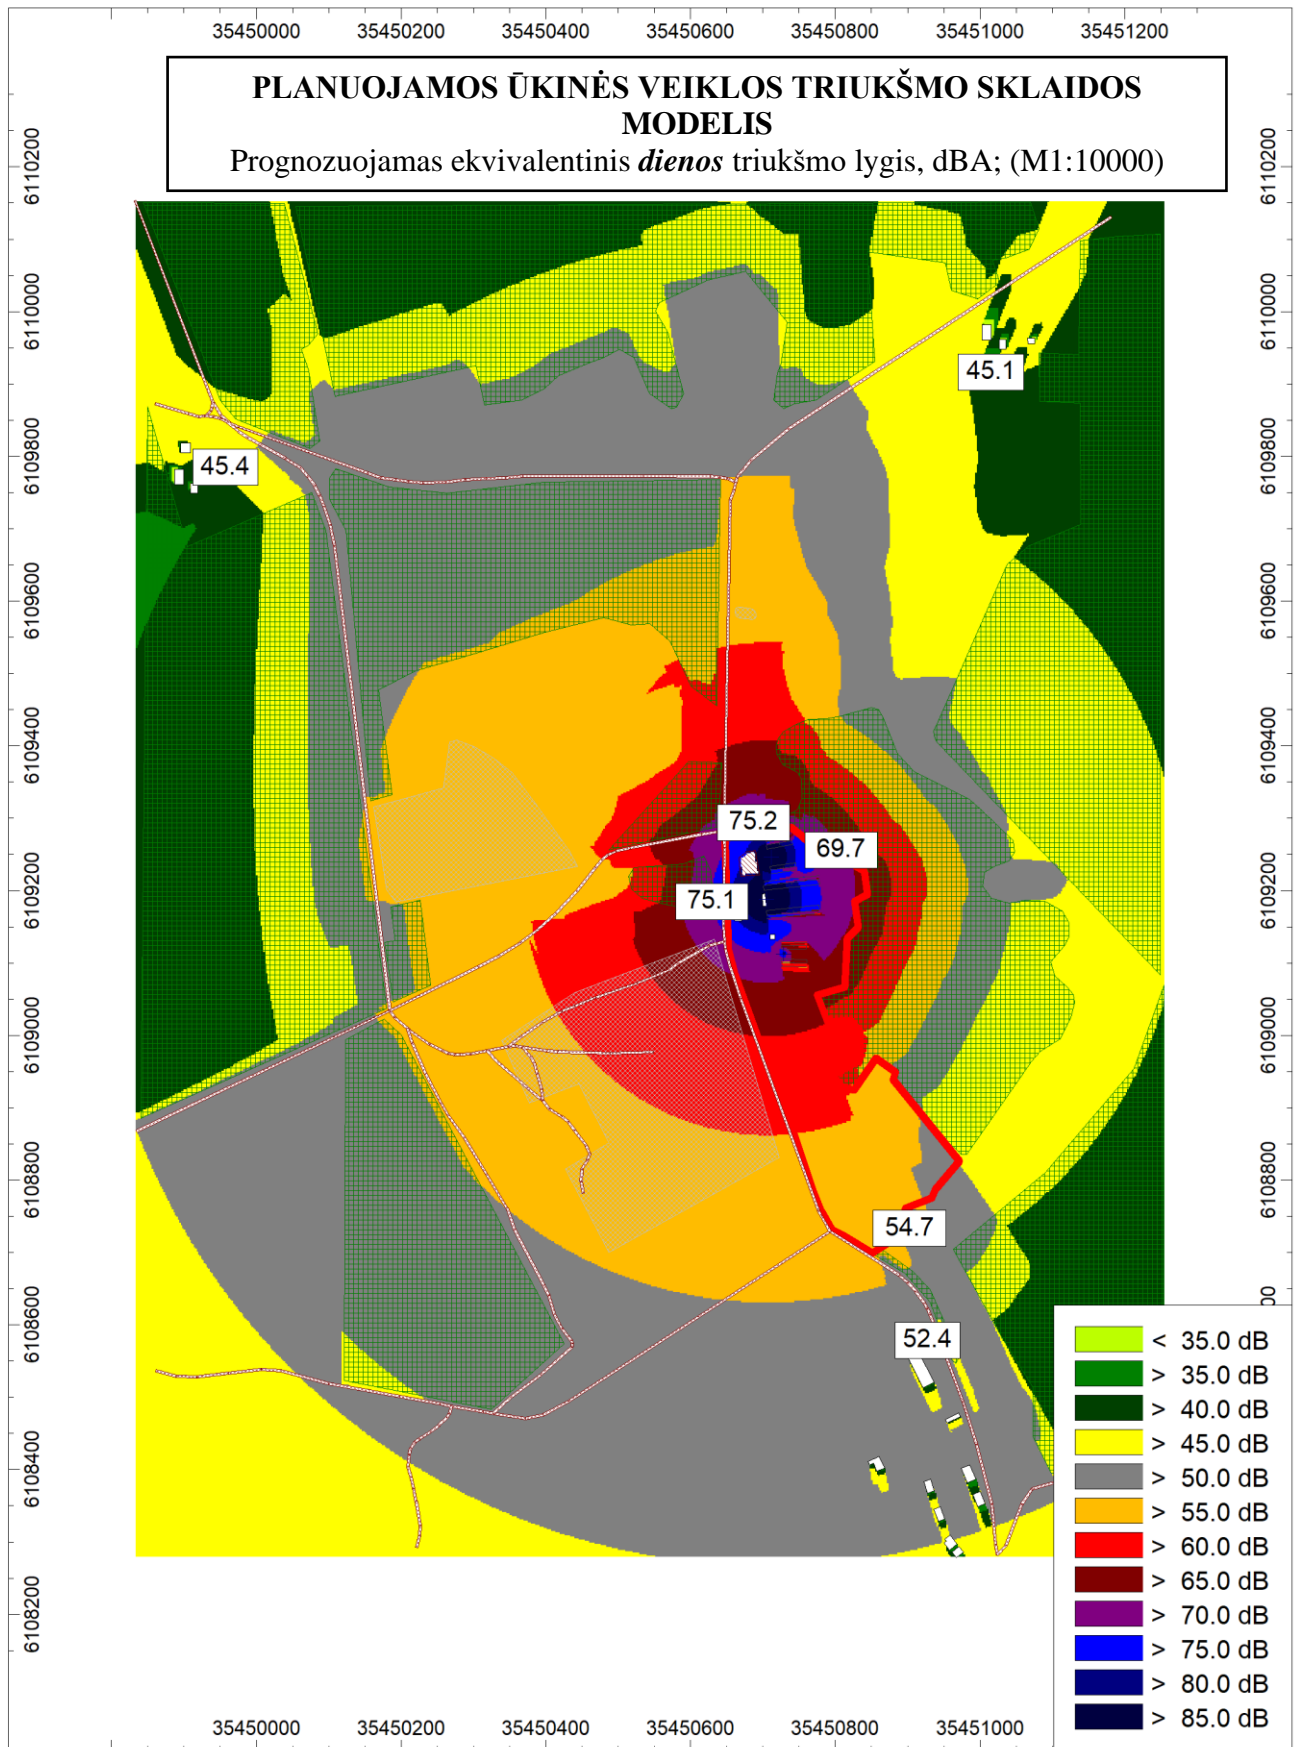 35450000 35450200 35450400 35450600 35450800 35451000 35451200
PLANUOJAMOS ŪKINĖS VEIKLOS TRIUKŠMO SKLAIDOS
MODELIS
Prognozuojamas ekvivalentinis dienos triukšmo lygis, dBA; (M1:10000)
6110200 6110200
6110000 6110000
45.1
6109800 6109800
45.4
6109600 6109600
6109400 6109400
75.2
69.7
6109200 6109200
75.1
6109000 6109000
6108800 6108800
54.7
6108600 00
52.4
< 35.0 dB
> 35.0 dB
> 40.0 dB
> 45.0 dB
6108400
> 50.0 dB
> 55.0 dB
> 60.0 dB
> 65.0 dB
6108200
> 70.0 dB
> 75.0 dB
> 80.0 dB
> 85.0 dB
35450000 35450200 35450400 35450600 35450800 35451000